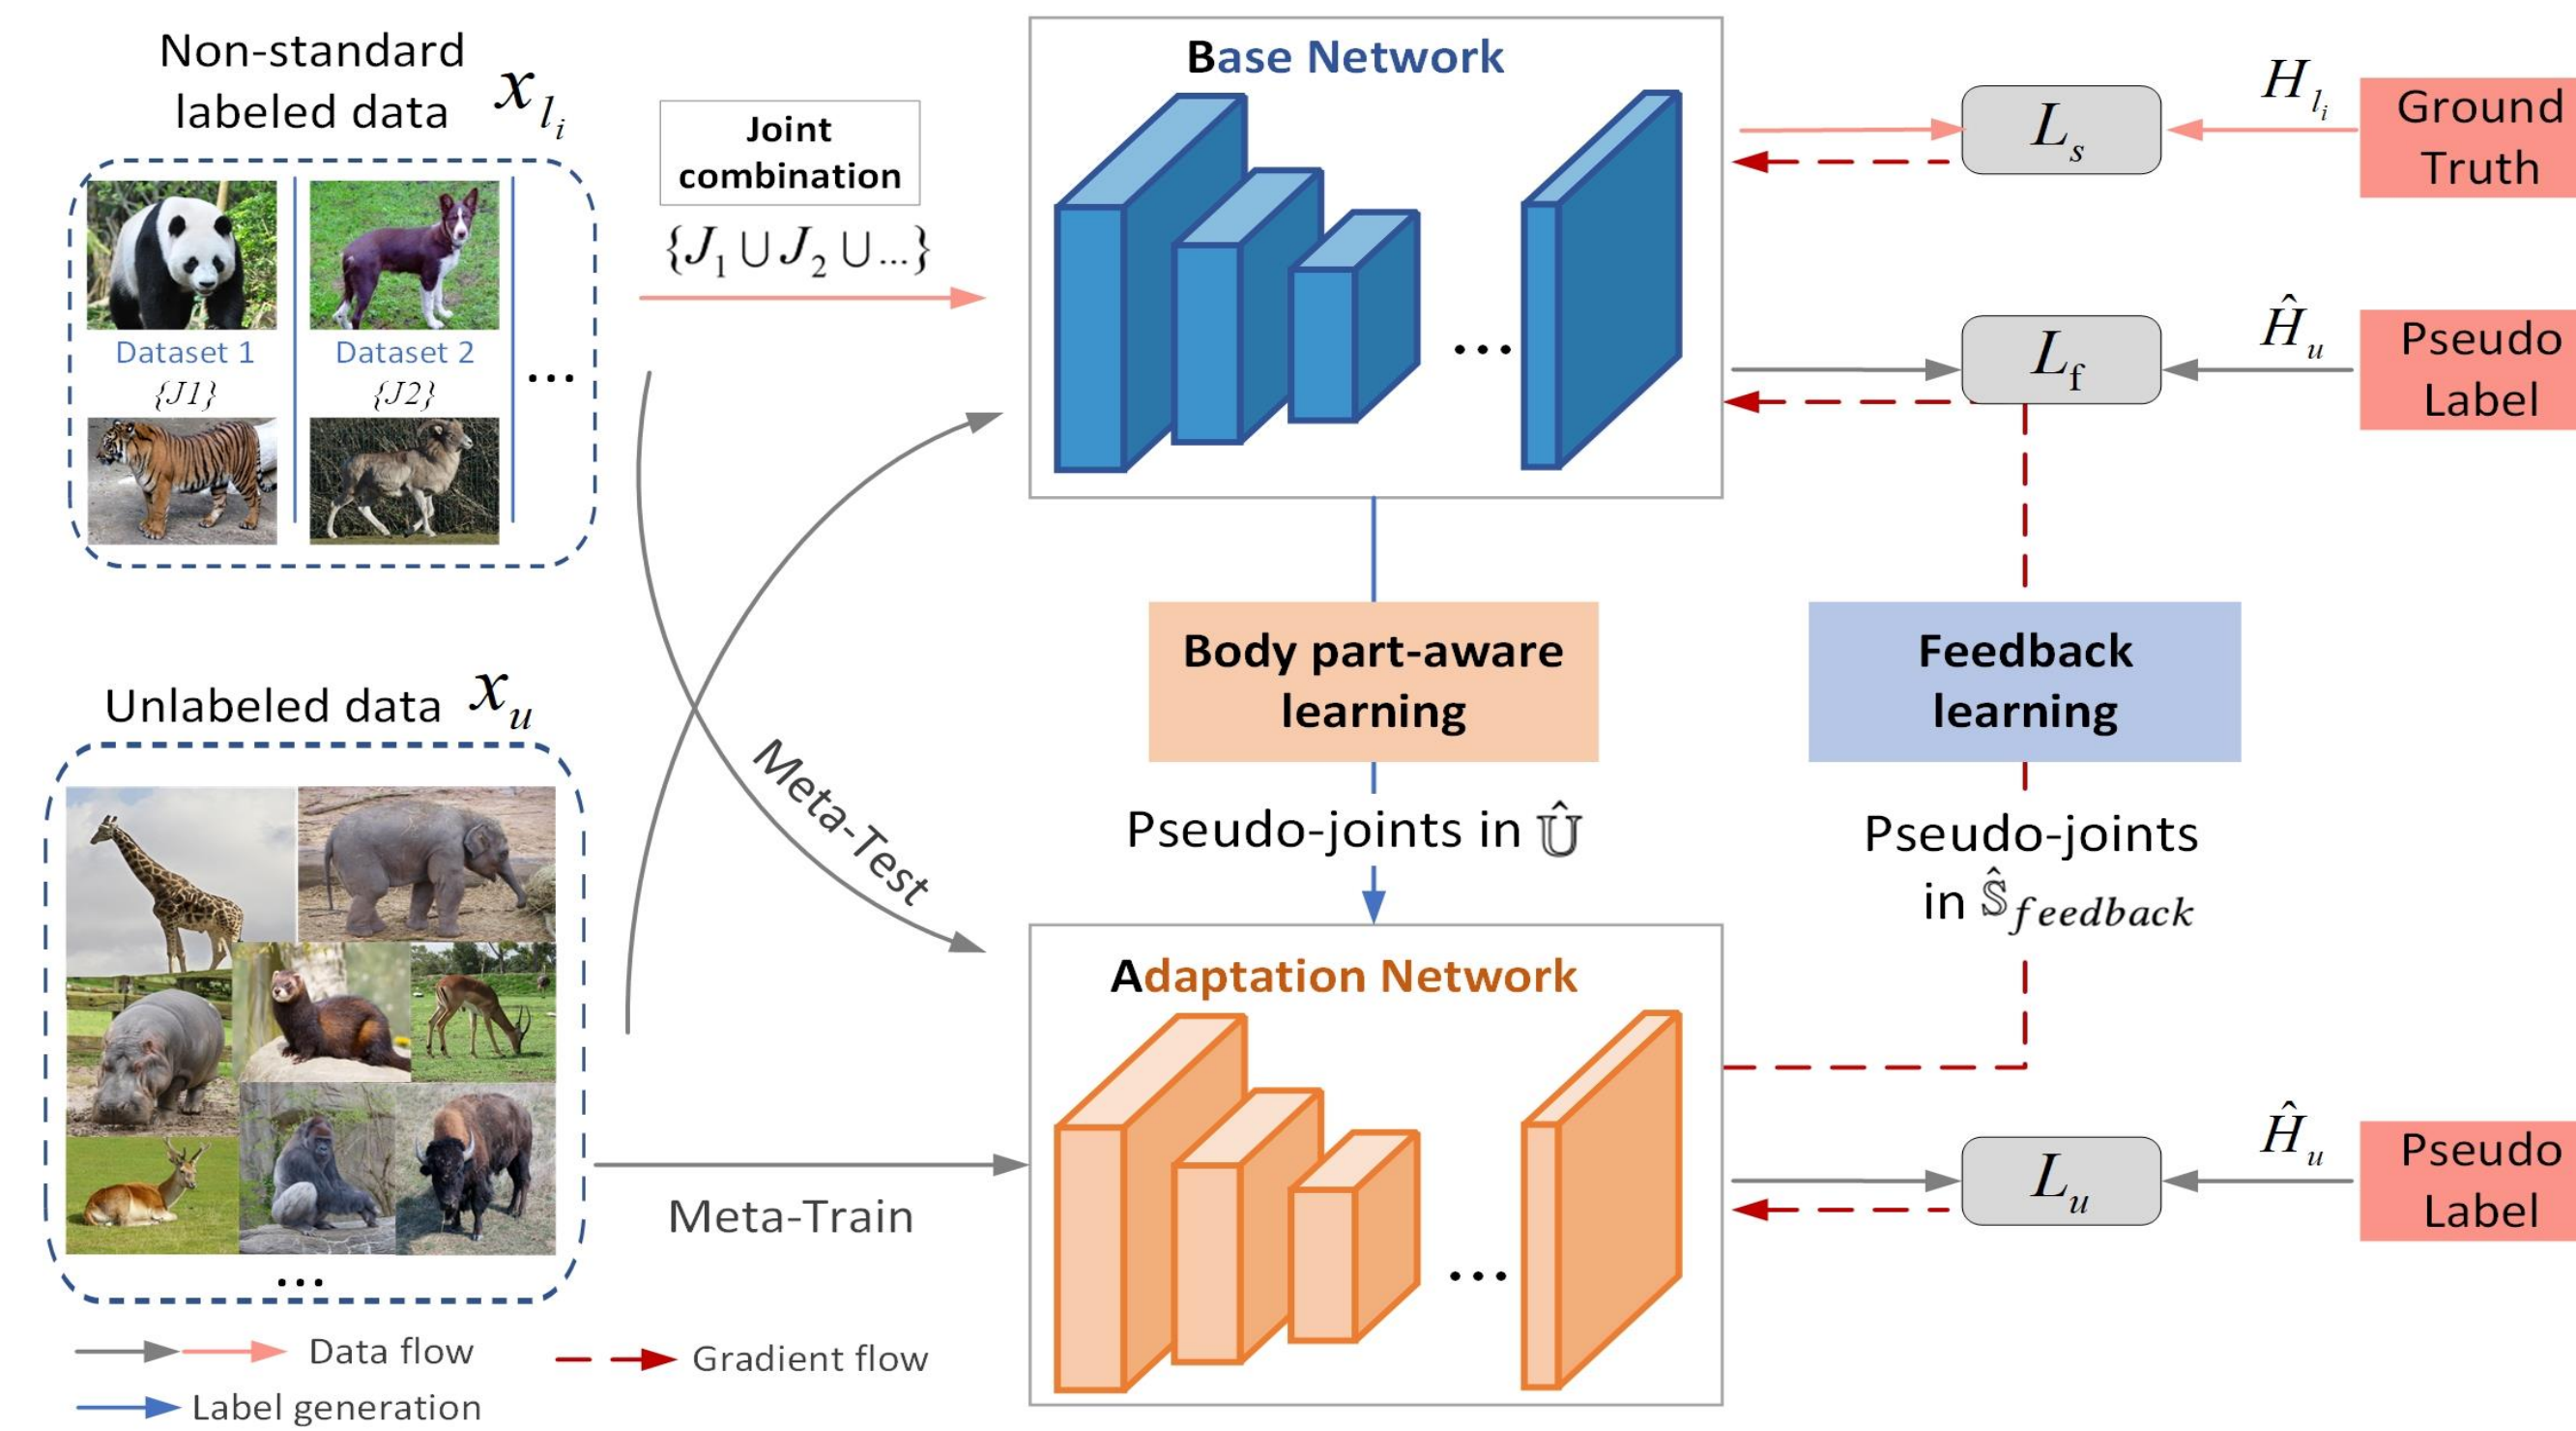 Non-standard
labeled data x_{l_i}
Dataset 1
{J1}
Dataset 2
{J2}
...
Joint
combination
{J_1 ∪ J_2 ∪ ...}
Base Network
...
L_s
H_{l_i}
Ground
Truth
L_f
Ĥ_u
Pseudo
Label
Unlabeled data x_u
...
Meta-Test
Meta-Train
Body part-aware
learning
Pseudo-joints in 𝕌̂
Feedback
learning
Pseudo-joints
in 𝕊̂_{feedback}
Adaptation Network
...
L_u
Ĥ_u
Pseudo
Label
Data flow
Gradient flow
Label generation